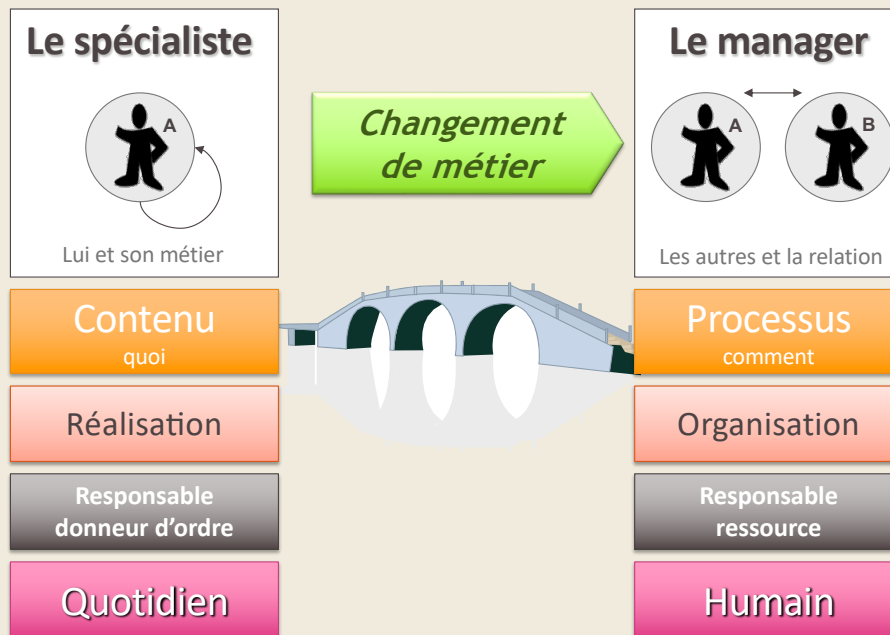 Le spécialiste
A
Lui et son métier
Contenu
quoi
Réalisation
Responsable
donneur d'ordre
Quotidien
Changement
de métier
Le manager
A
B
Les autres et la relation
Processus
comment
Organisation
Responsable
ressource
Humain